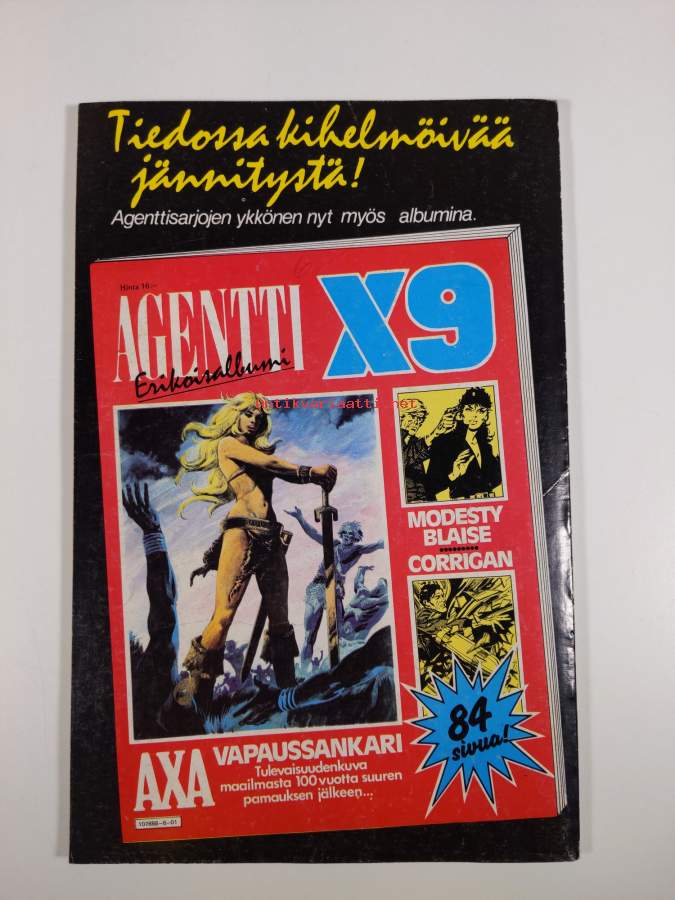 Tiedossa kihelmöivää
jännitystä!
Agenttisarjojen ykkönen nyt myös albumina.
Hinta 16:—
AGENTTI X9
Erikoisalbumi
antikvariaatti.net
MODESTY
BLAISE
CORRIGAN
84
sivua!
AXA VAPAUSSANKARI
Tulevaisuudenkuva
maailmasta 100 vuotta suuren
pamauksen jälkeen...